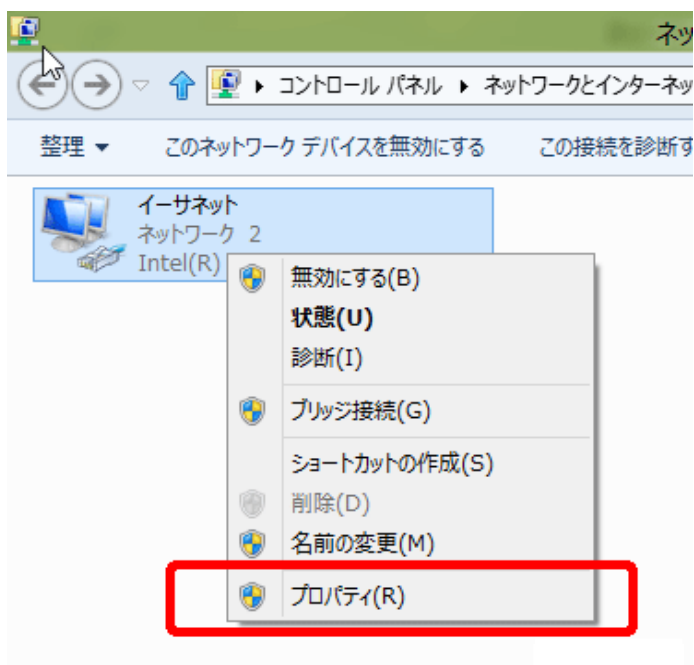 ネッ
コントロール パネル ▸ ネットワークとインターネッ
整理 ▼ このネットワーク デバイスを無効にする この接続を診断す
イーサネット
ネットワーク 2
Intel(R)
無効にする(B)
状態(U)
診断(I)
ブリッジ接続(G)
ショートカットの作成(S)
削除(D)
名前の変更(M)
プロパティ(R)